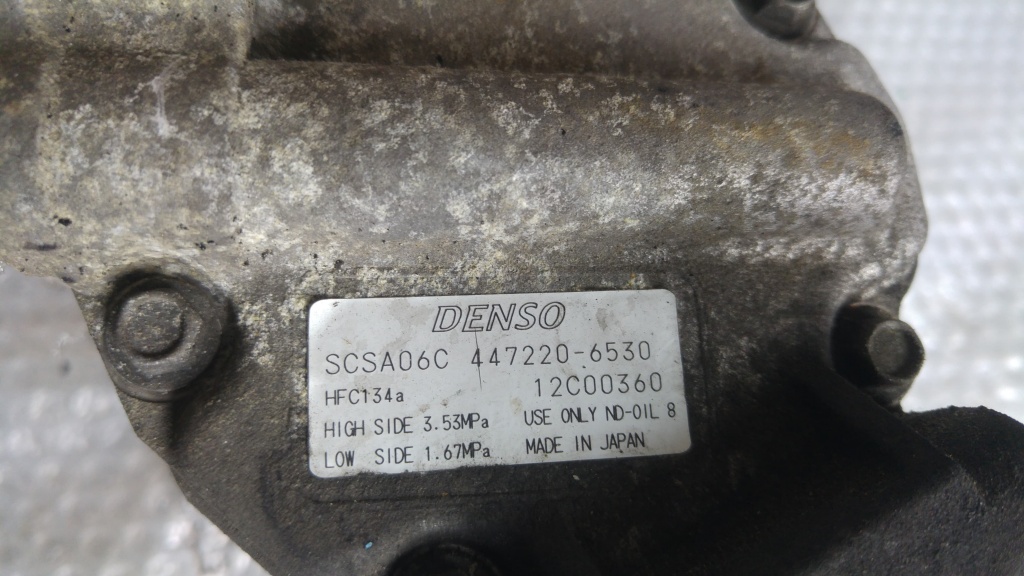 DENSO
SCSA06C 447220-6530
HFC134a 12C00360
HIGH SIDE 3.53MPa USE ONLY ND-OIL 8
LOW SIDE 1.67MPa MADE IN JAPAN